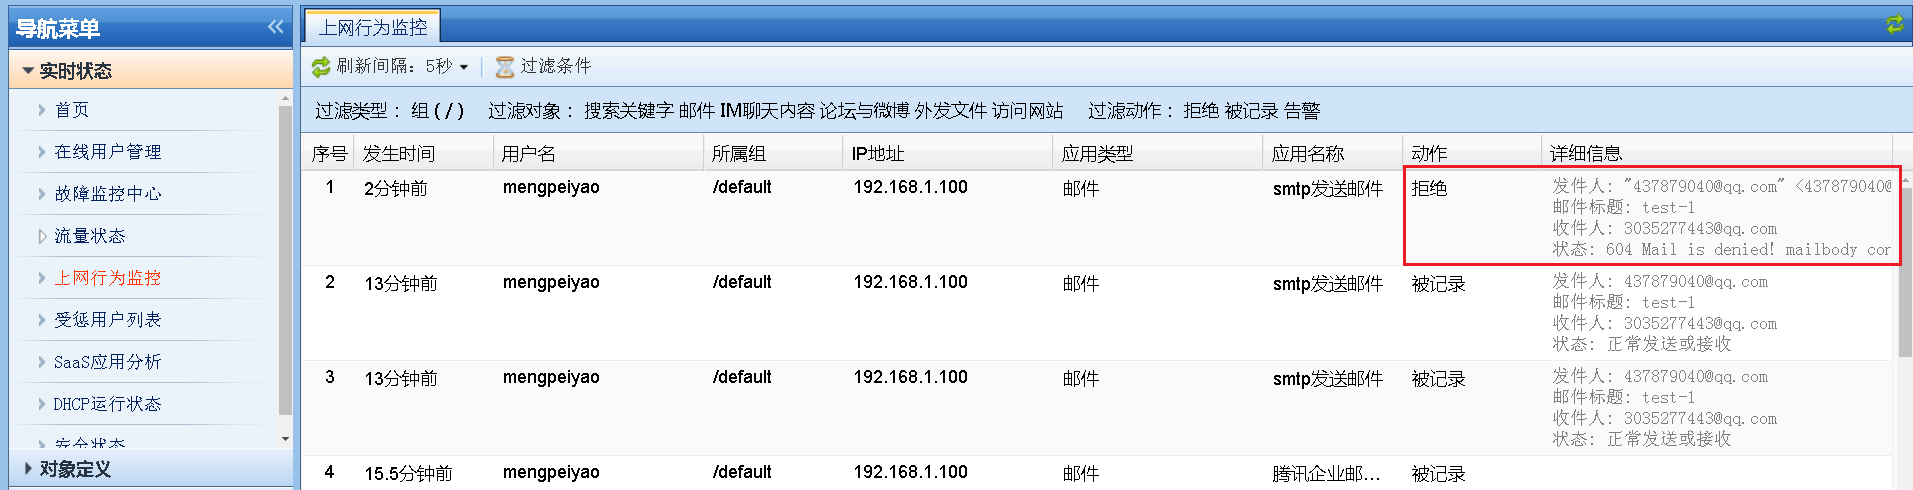 导航菜单
实时状态
首页
在线用户管理
故障监控中心
流量状态
上网行为监控
受惩用户列表
SaaS应用分析
DHCP运行状态
安全状态
对象定义
上网行为监控
刷新间隔：5秒 过滤条件
过滤类型： 组 ( / ) 过滤对象： 搜索关键字 邮件 IM聊天内容 论坛与微博 外发文件 访问网站 过滤动作： 拒绝 被记录 告警
序号 发生时间 用户名 所属组 IP地址 应用类型 应用名称 动作 详细信息
1 2分钟前 mengpeiyao /default 192.168.1.100 邮件 smtp发送邮件 拒绝 发件人: "437879040@qq.com" <437879040@
邮件标题: test-1
收件人: 3035277443@qq.com
状态: 604 Mail is denied! mailbody con
2 13分钟前 mengpeiyao /default 192.168.1.100 邮件 smtp发送邮件 被记录 发件人: 437879040@qq.com
邮件标题: test-1
收件人: 3035277443@qq.com
状态: 正常发送或接收
3 13分钟前 mengpeiyao /default 192.168.1.100 邮件 smtp发送邮件 被记录 发件人: 437879040@qq.com
邮件标题: test-1
收件人: 3035277443@qq.com
状态: 正常发送或接收
4 15.5分钟前 mengpeiyao /default 192.168.1.100 邮件 腾讯企业邮... 被记录